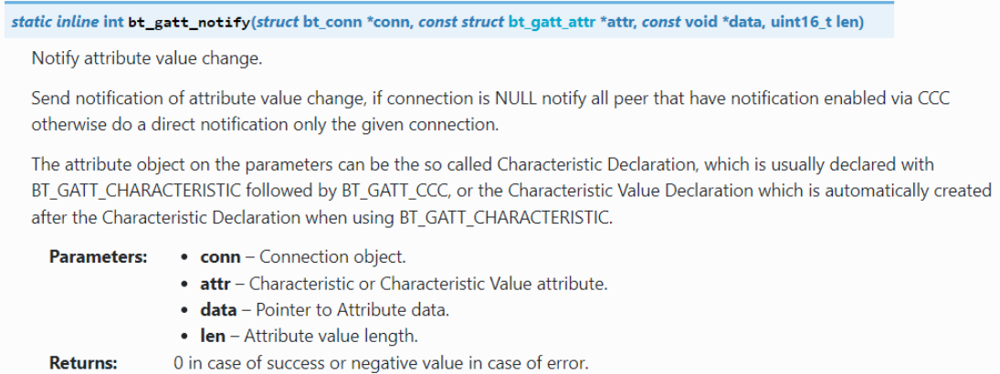 static inline int bt_gatt_notify(struct bt_conn *conn, const struct bt_gatt_attr *attr, const void *data, uint16_t len)
Notify attribute value change.
Send notification of attribute value change, if connection is NULL notify all peer that have notification enabled via CCC
otherwise do a direct notification only the given connection.
The attribute object on the parameters can be the so called Characteristic Declaration, which is usually declared with
BT_GATT_CHARACTERISTIC followed by BT_GATT_CCC, or the Characteristic Value Declaration which is automatically created
after the Characteristic Declaration when using BT_GATT_CHARACTERISTIC.
Parameters: • conn – Connection object.
• attr – Characteristic or Characteristic Value attribute.
• data – Pointer to Attribute data.
• len – Attribute value length.
Returns: 0 in case of success or negative value in case of error.